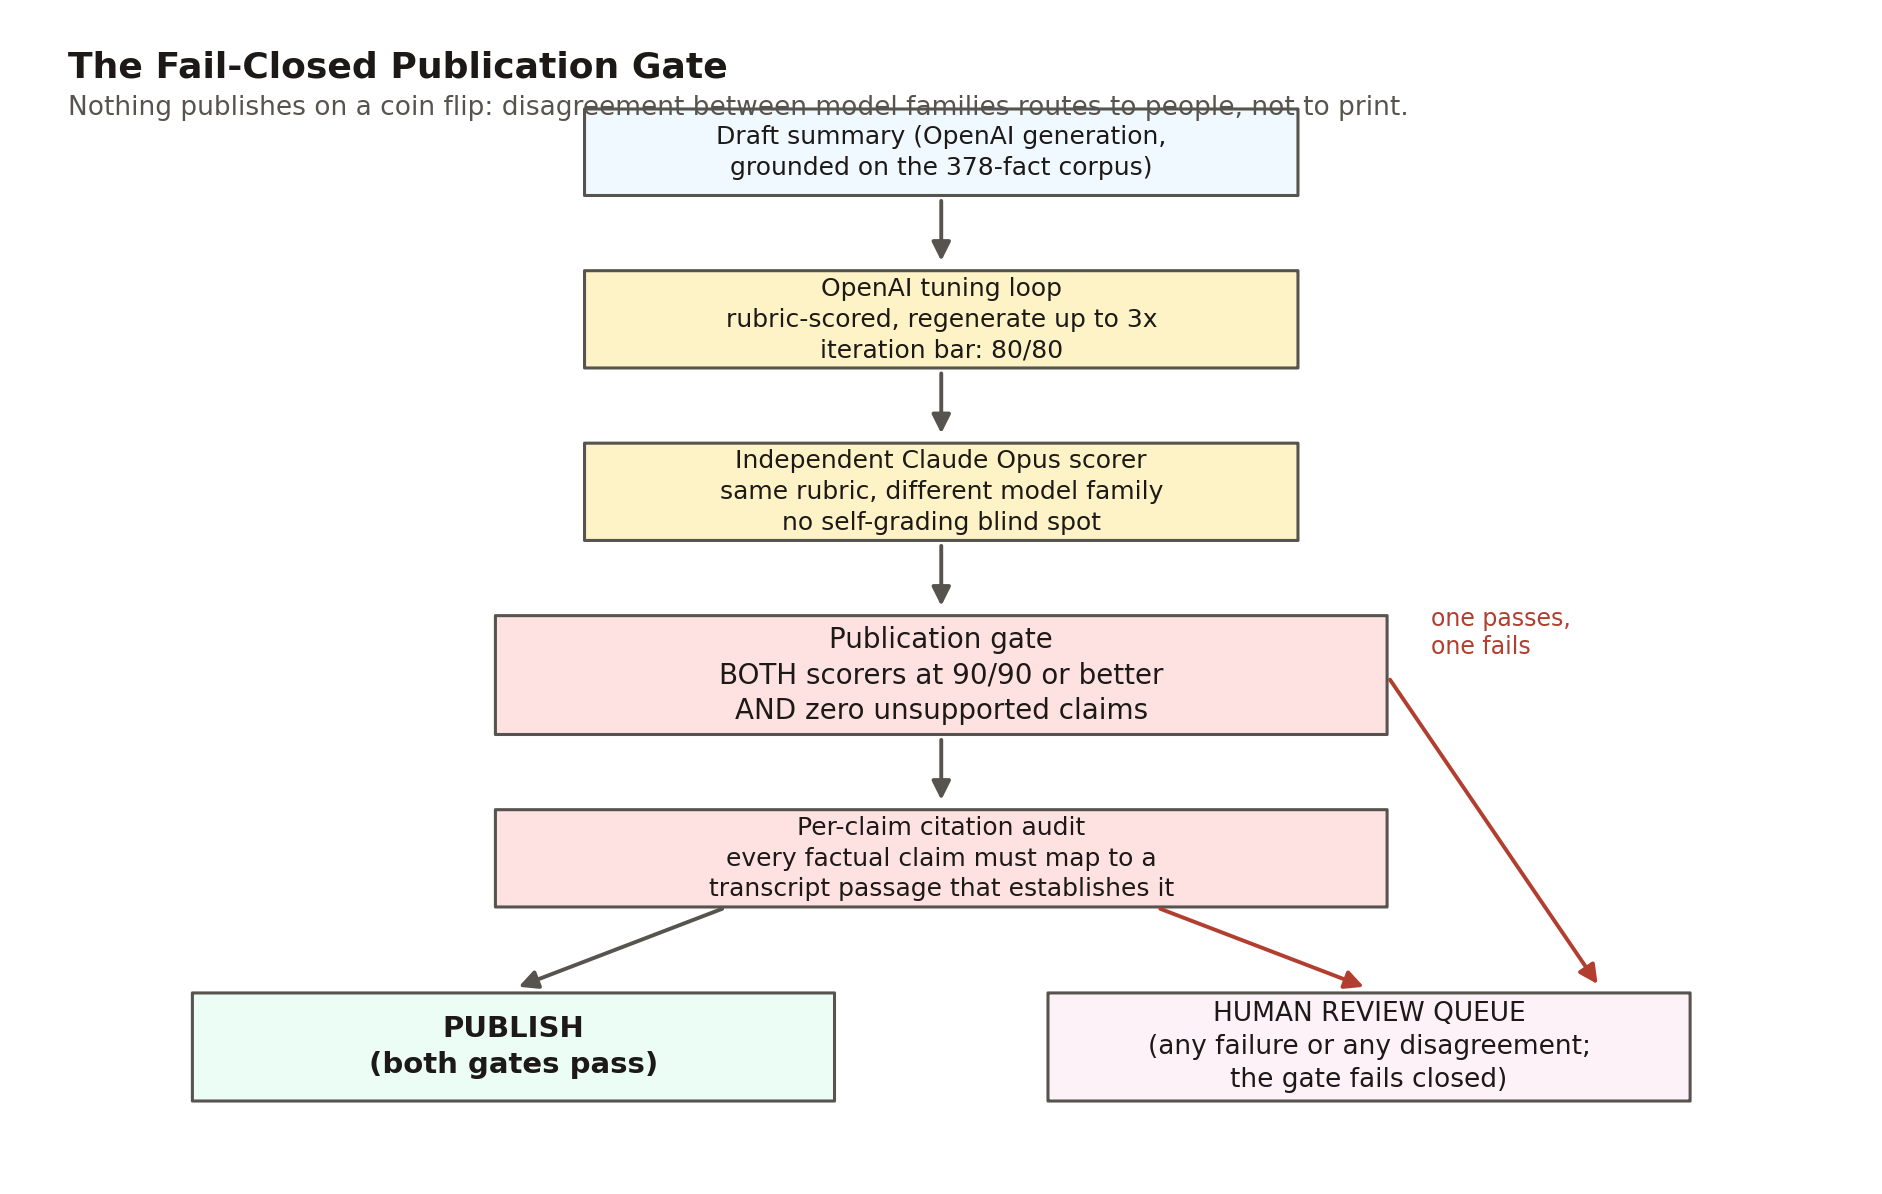 The Fail-Closed Publication Gate
Nothing publishes on a coin flip: disagreement between model families routes to people, not to print.
Draft summary (OpenAI generation,
grounded on the 378-fact corpus)
OpenAI tuning loop
rubric-scored, regenerate up to 3x
iteration bar: 80/80
Independent Claude Opus scorer
same rubric, different model family
no self-grading blind spot
Publication gate
BOTH scorers at 90/90 or better
AND zero unsupported claims
one passes,
one fails
Per-claim citation audit
every factual claim must map to a
transcript passage that establishes it
PUBLISH
(both gates pass)
HUMAN REVIEW QUEUE
(any failure or any disagreement;
the gate fails closed)